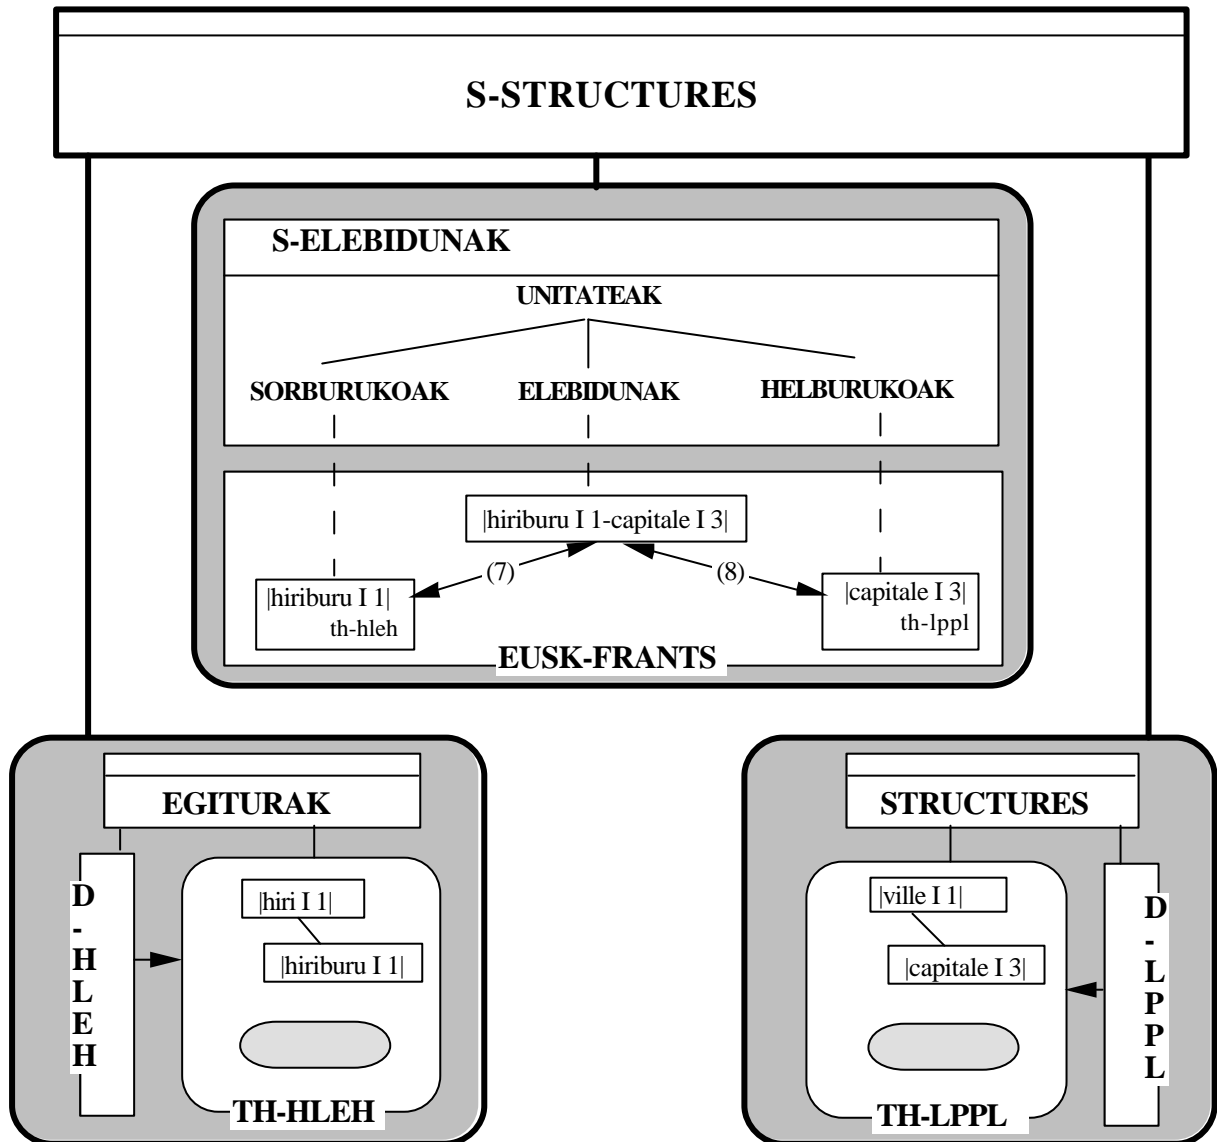 S-STRUCTURES
S-ELEBIDUNAK
UNITATEAK
SORBURUKOAK ELEBIDUNAK HELBURUKOAK
|hiriburu I 1-capitale I 3|
(7) (8)
|hiriburu I 1|
th-hleh
|capitale I 3|
th-lppl
EUSK-FRANTS
EGITURAK
D-HLEH
|hiri I 1|
|hiriburu I 1|
TH-HLEH
STRUCTURES
|ville I 1|
|capitale I 3|
D-LPPL
TH-LPPL